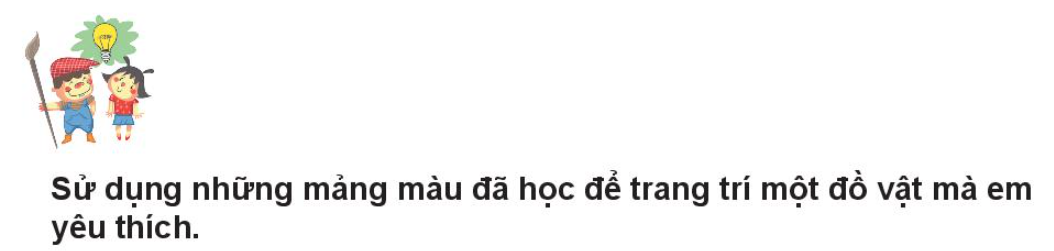 Sử dụng những mảng màu đã học để trang trí một đồ vật mà em
yêu thích.